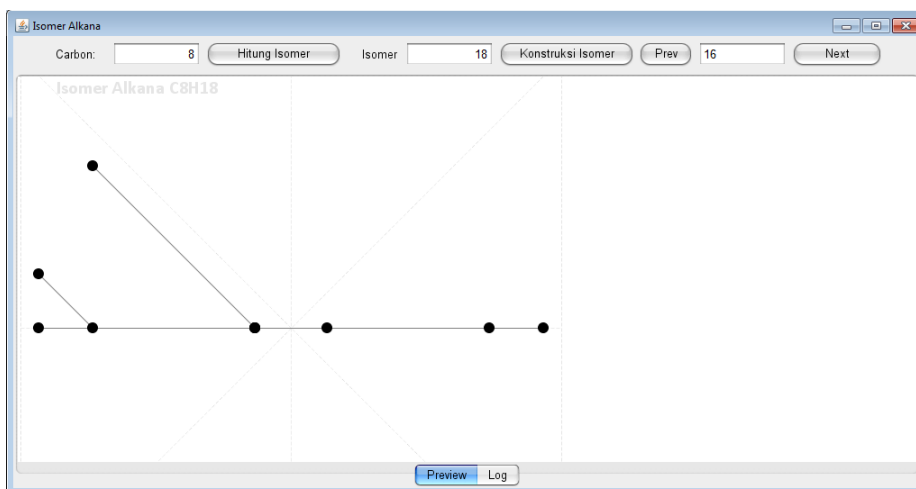 Isomer Alkana
Carbon: 8 Hitung Isomer Isomer 18 Konstruksi Isomer Prev 16 Next
Isomer Alkana C8H18
Preview Log